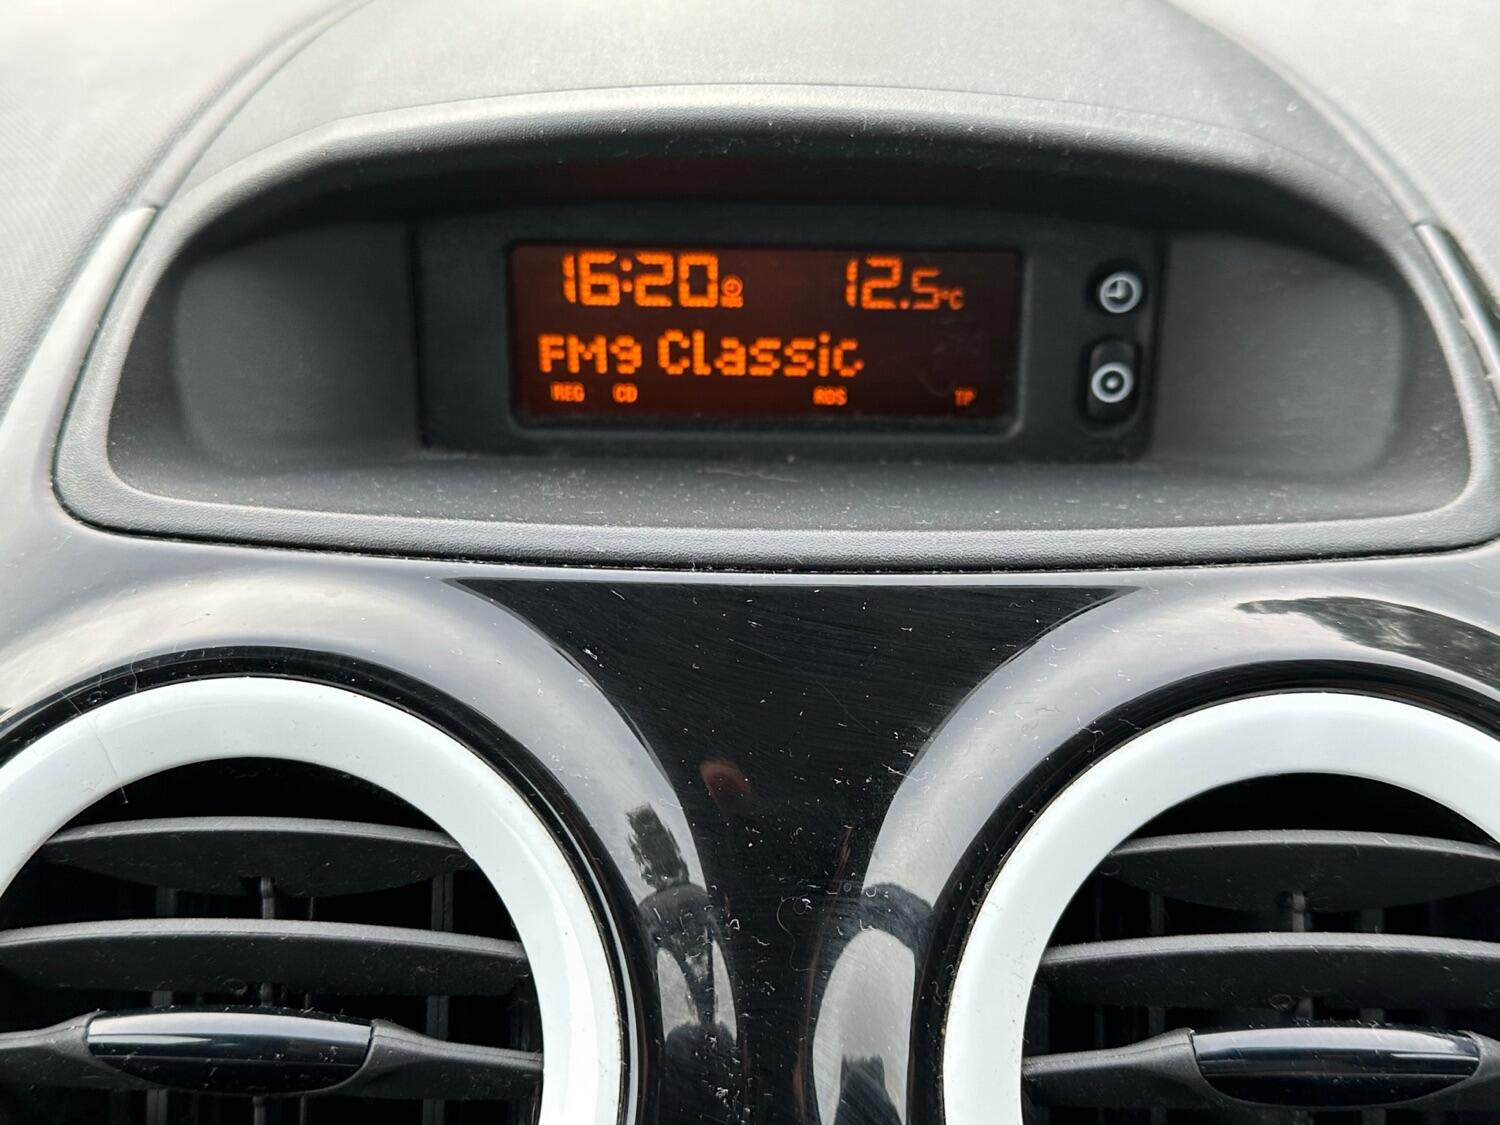 16:20 12.5°C
FM9 Classic
REG CD RDS TP